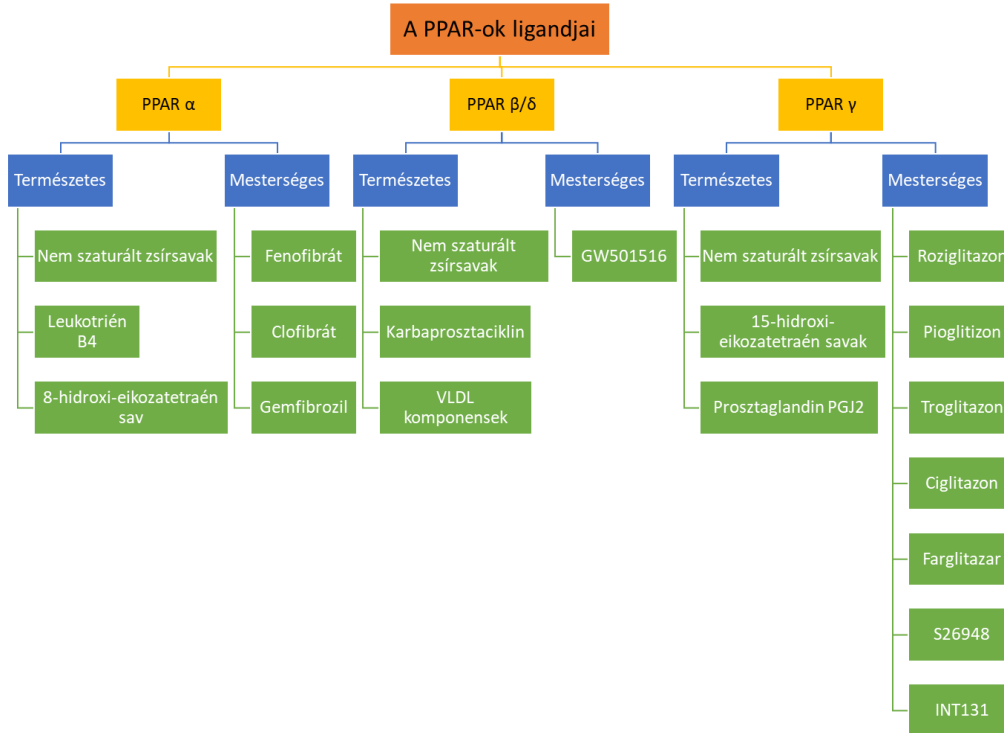 A PPAR-ok ligandjai
PPAR α
PPAR β/δ
PPAR γ
Természetes
Mesterséges
Természetes
Mesterséges
Természetes
Mesterséges
Nem szaturált zsírsavak
Leukotrién
B4
8-hidroxi-eikozatetraén
sav
Fenofibrát
Clofibrát
Gemfibrozil
Nem szaturált
zsírsavak
Karbaprosztaciklin
VLDL
komponensek
GW501516
Nem szaturált zsírsavak
15-hidroxi-
eikozatetraén savak
Prosztaglandin PGJ2
Roziglitazon
Pioglitizon
Troglitazon
Ciglitazon
Farglitazar
S26948
INT131